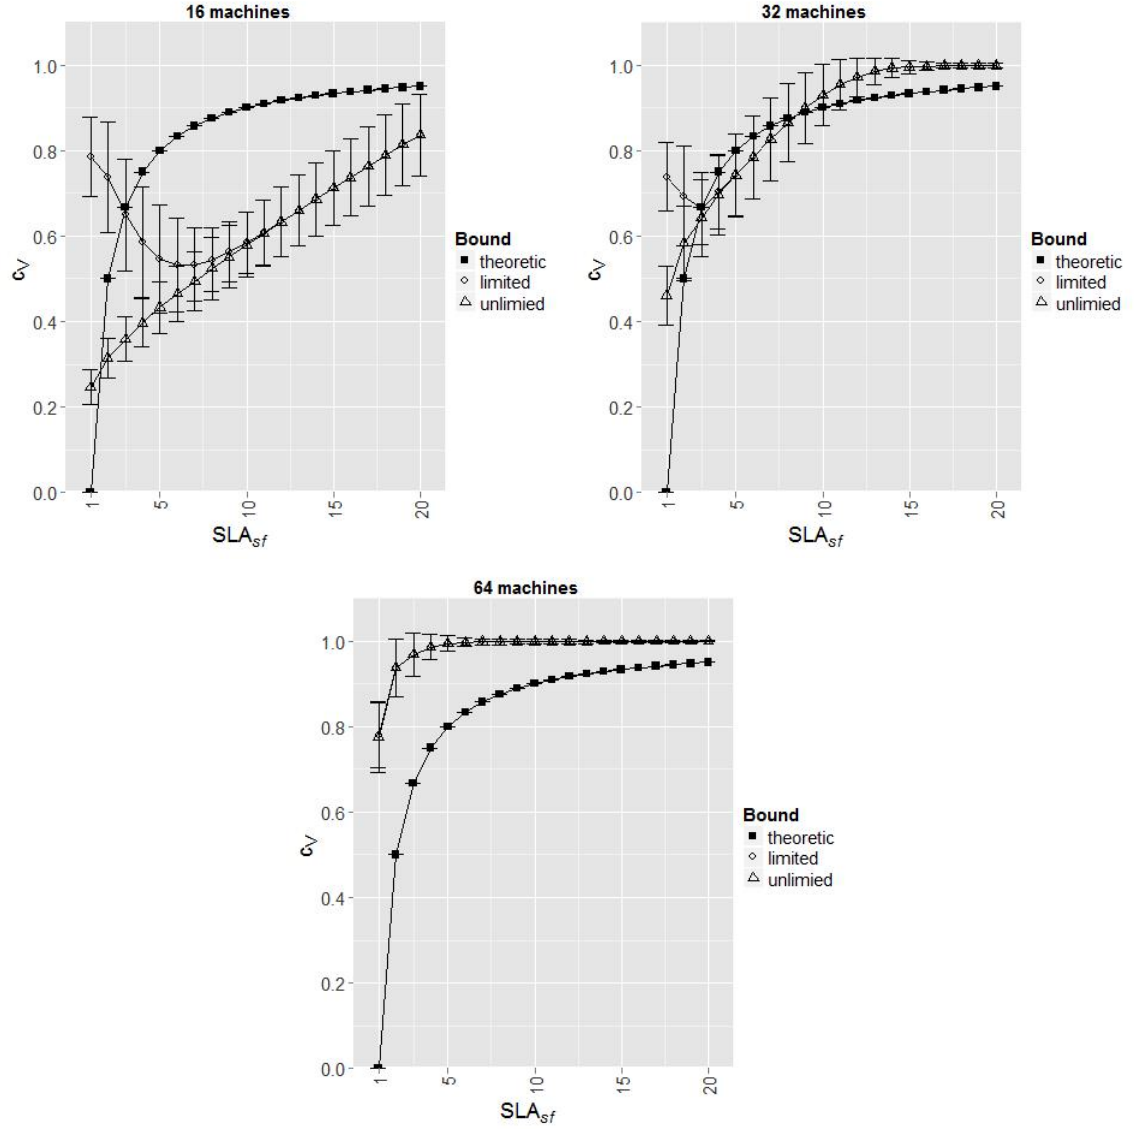 16 machines
1.0
0.8
0.6
0.4
0.2
0.0
c_V
1 5 10 15 20
SLA_sf
Bound
theoretic
limited
unlimied
32 machines
1.0
0.8
0.6
0.4
0.2
0.0
c_V
1 5 10 15 20
SLA_sf
Bound
theoretic
limited
unlimied
64 machines
1.0
0.8
0.6
0.4
0.2
0.0
c_V
1 5 10 15 20
SLA_sf
Bound
theoretic
limited
unlimied